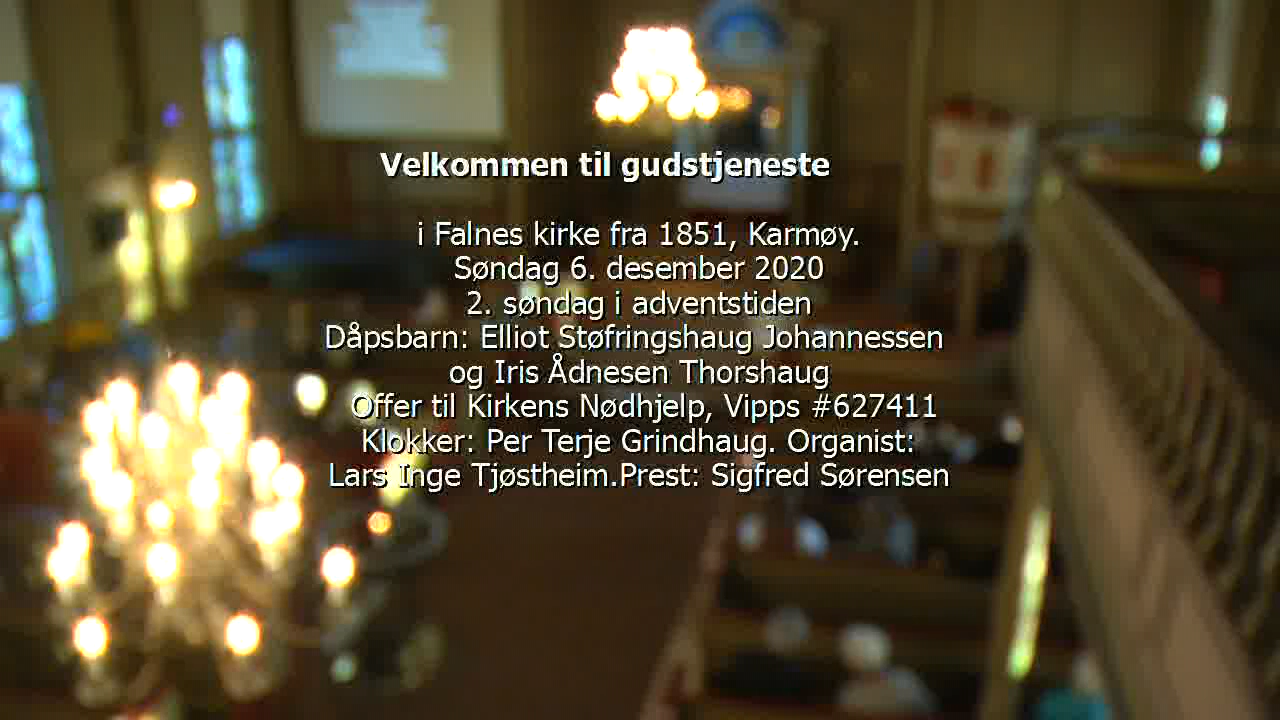 Velkommen til gudstjeneste
i Falnes kirke fra 1851, Karmøy.
Søndag 6. desember 2020
2. søndag i adventstiden
Dåpsbarn: Elliot Støfringshaug Johannessen
og Iris Ådnesen Thorshaug
Offer til Kirkens Nødhjelp, Vipps #627411
Klokker: Per Terje Grindhaug. Organist:
Lars Inge Tjøstheim.Prest: Sigfred Sørensen